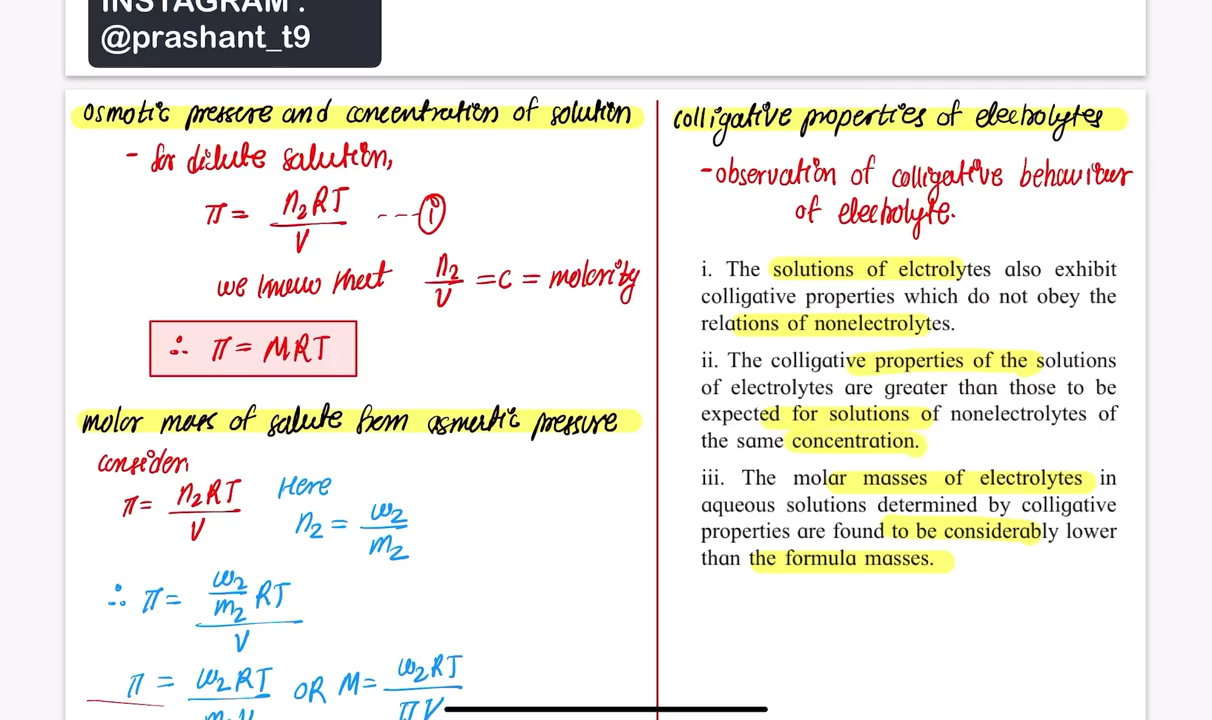 INSTAGRAM :
@prashant_t9
osmotic pressure and concentration of solution
- for dilute solution,
π = n₂RT / V ---①
we know that n₂/V = C = molarity
∴ π = MRT
molar mass of solute from osmotic pressure
consider
π = n₂RT / V Here n₂ = w₂/m₂
∴ π = w₂/m₂ RT / V
π = w₂RT / m₂V OR M = w₂RT / πV
colligative properties of electrolytes
- observation of colligative behaviour
of electrolyte.
i. The solutions of elctrolytes also exhibit
colligative properties which do not obey the
relations of nonelectrolytes.
ii. The colligative properties of the solutions
of electrolytes are greater than those to be
expected for solutions of nonelectrolytes of
the same concentration.
iii. The molar masses of electrolytes in
aqueous solutions determined by colligative
properties are found to be considerably lower
than the formula masses.